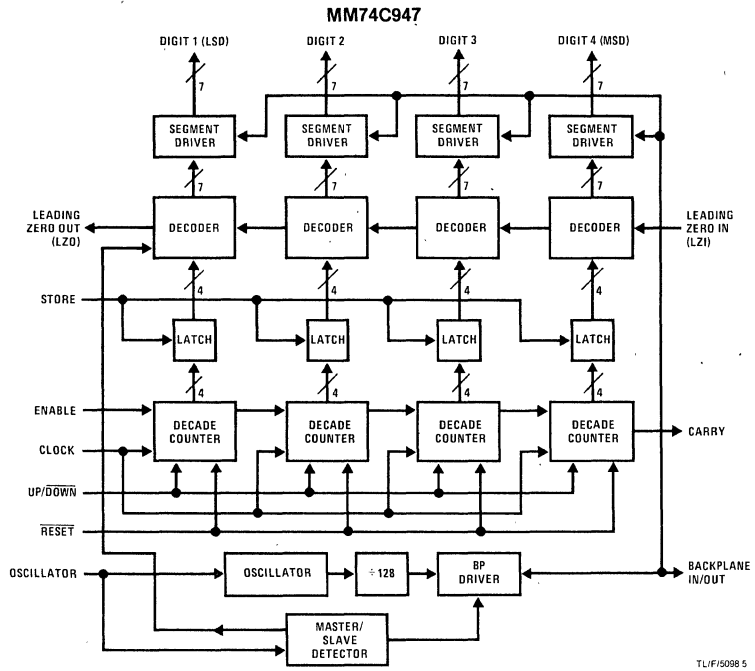 MM74C947
DIGIT 1 (LSD)
DIGIT 2
DIGIT 3
DIGIT 4 (MSD)
7
7
7
7
SEGMENT
DRIVER
SEGMENT
DRIVER
SEGMENT
DRIVER
SEGMENT
DRIVER
7
7
7
7
LEADING
ZERO OUT
(LZO)
DECODER
DECODER
DECODER
DECODER
LEADING
ZERO IN
(LZI)
4
4
4
4
STORE
LATCH
LATCH
LATCH
LATCH
4
4
4
4
ENABLE
CLOCK
DECADE
COUNTER
DECADE
COUNTER
DECADE
COUNTER
DECADE
COUNTER
CARRY
UP/DOWN
RESET
OSCILLATOR
OSCILLATOR
÷128
BP
DRIVER
BACKPLANE
IN/OUT
MASTER/
SLAVE
DETECTOR
TL/F/5098 5